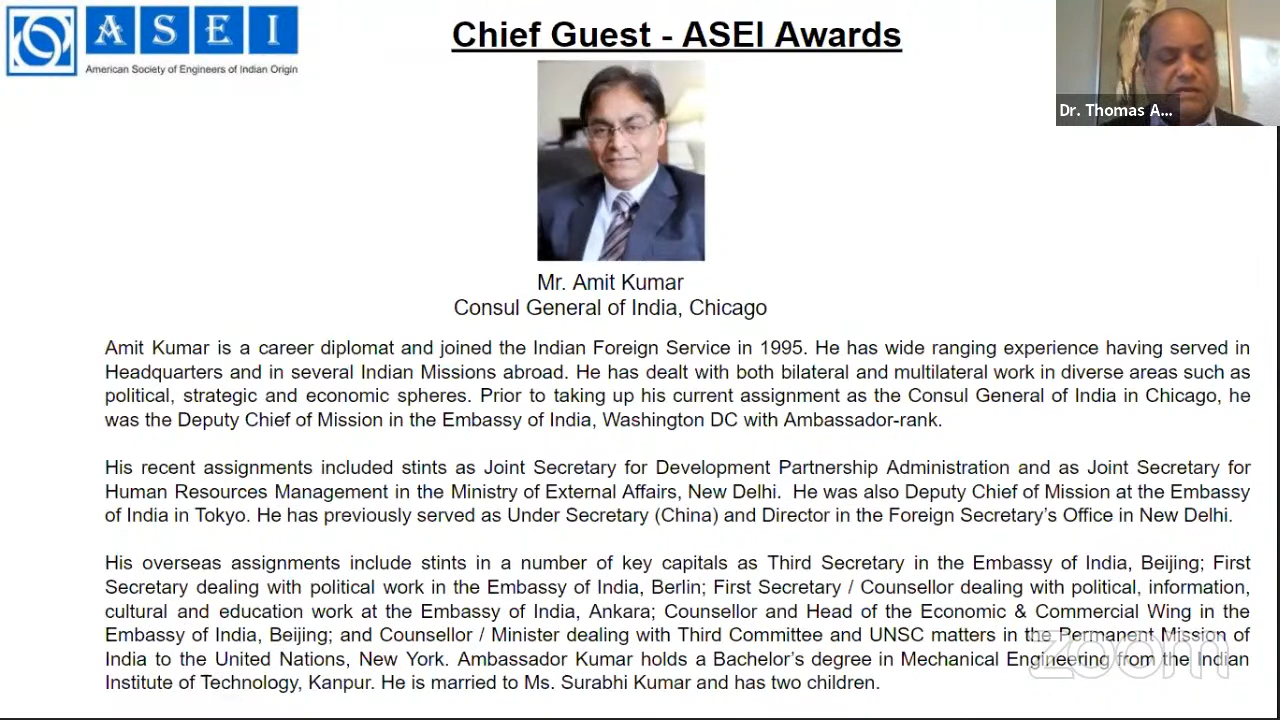 ASEI
American Society of Engineers of Indian Origin
Chief Guest - ASEI Awards
Dr. Thomas A...
Mr. Amit Kumar
Consul General of India, Chicago
Amit Kumar is a career diplomat and joined the Indian Foreign Service in 1995. He has wide ranging experience having served in
Headquarters and in several Indian Missions abroad. He has dealt with both bilateral and multilateral work in diverse areas such as
political, strategic and economic spheres. Prior to taking up his current assignment as the Consul General of India in Chicago, he
was the Deputy Chief of Mission in the Embassy of India, Washington DC with Ambassador-rank.
His recent assignments included stints as Joint Secretary for Development Partnership Administration and as Joint Secretary for
Human Resources Management in the Ministry of External Affairs, New Delhi. He was also Deputy Chief of Mission at the Embassy
of India in Tokyo. He has previously served as Under Secretary (China) and Director in the Foreign Secretary's Office in New Delhi.
His overseas assignments include stints in a number of key capitals as Third Secretary in the Embassy of India, Beijing; First
Secretary dealing with political work in the Embassy of India, Berlin; First Secretary / Counsellor dealing with political, information,
cultural and education work at the Embassy of India, Ankara; Counsellor and Head of the Economic & Commercial Wing in the
Embassy of India, Beijing; and Counsellor / Minister dealing with Third Committee and UNSC matters in the Permanent Mission of
India to the United Nations, New York. Ambassador Kumar holds a Bachelor's degree in Mechanical Engineering from the Indian
Institute of Technology, Kanpur. He is married to Ms. Surabhi Kumar and has two children.
zoom